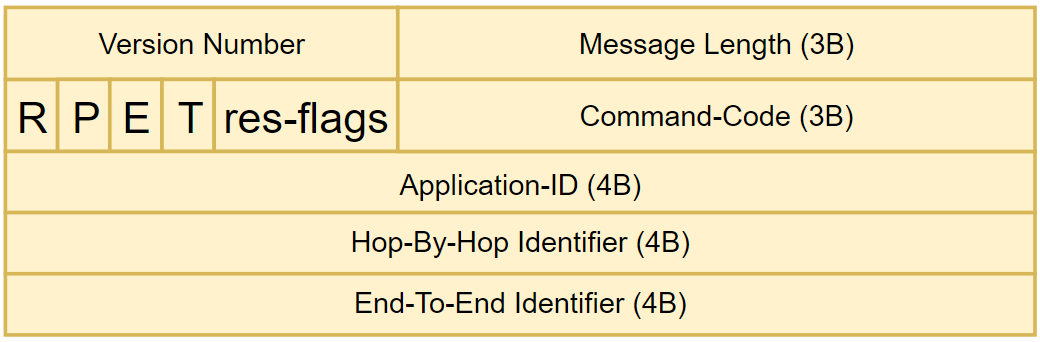 Version Number Message Length (3B)
R P E T res-flags Command-Code (3B)
Application-ID (4B)
Hop-By-Hop Identifier (4B)
End-To-End Identifier (4B)